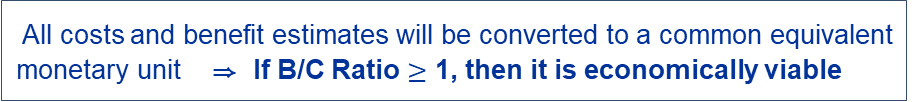 All costs and benefit estimates will be converted to a common equivalent
monetary unit ⇒ If B/C Ratio ≥ 1, then it is economically viable